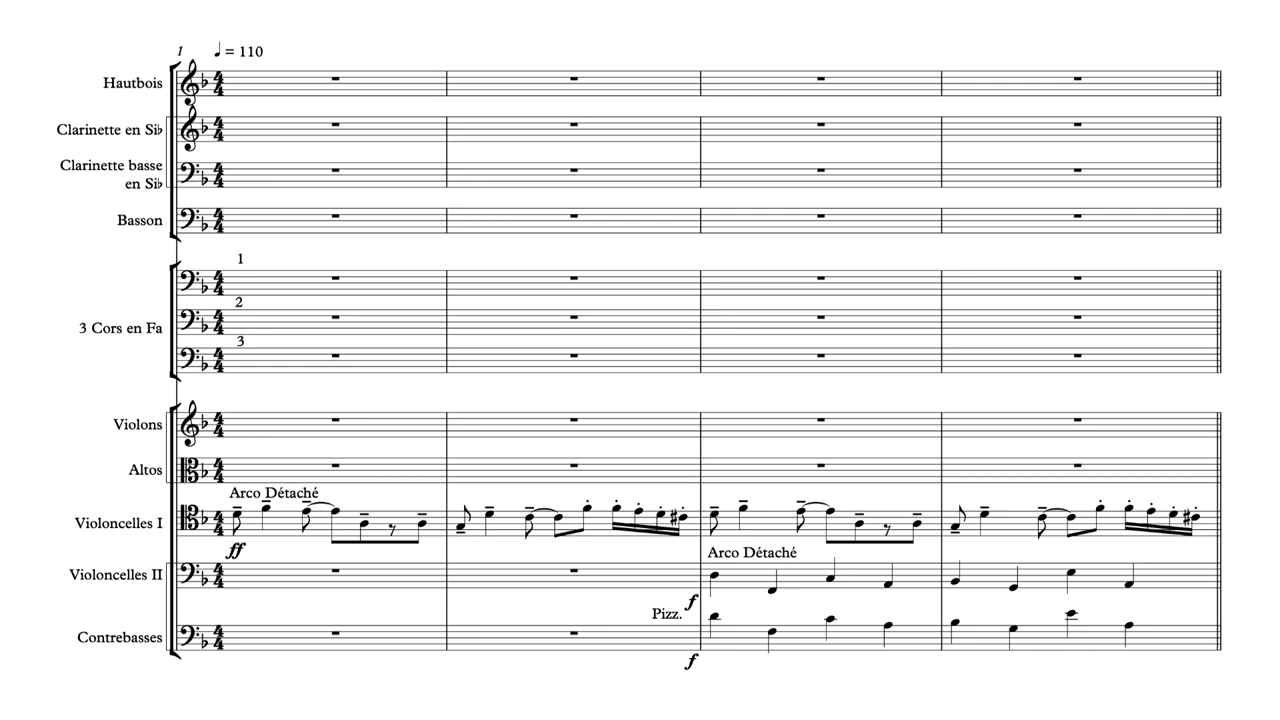 1 ♩ = 110
Hautbois
Clarinette en Si♭
Clarinette basse
en Si♭
Basson
1
2
3 Cors en Fa
3
Violons
Altos
Arco Détaché
Violoncelles I
ff
Arco Détaché
Violoncelles II
f
Pizz.
Contrebasses
f